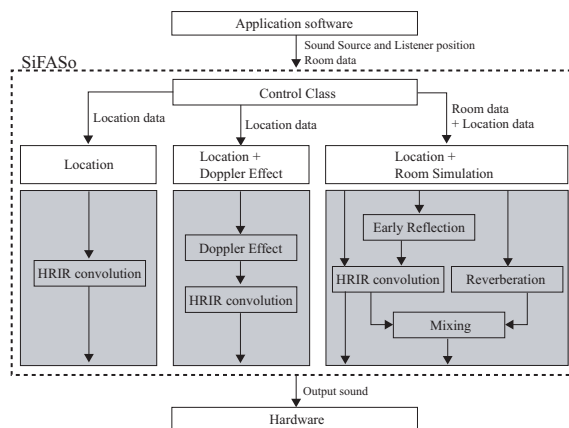 Application software
Sound Source and Listener position
Room data
SiFASo
Control Class
Location data
Location data
Room data
+ Location data
Location
Location +
Doppler Effect
Location +
Room Simulation
HRIR convolution
Doppler Effect
HRIR convolution
Early Reflection
HRIR convolution
Reverberation
Mixing
Output sound
Hardware